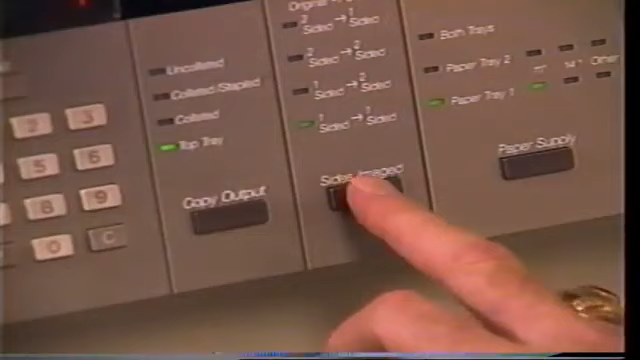 Original
2 Sided → 1 Sided
2 Sided → 2 Sided
1 Sided → 2 Sided
1 Sided → 1 Sided
Sides Imaged
Uncollated
Collated/Stapled
Collated
Top Tray
Copy Output
Both Trays
Paper Tray 2
Paper Tray 1
11"
14"
Other
Paper Supply
2
3
5
6
8
9
0
C